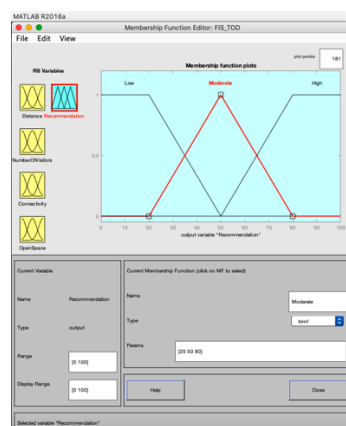 MATLAB R2016a
Membership Function Editor: FIS_TOD
File Edit View
plot points: 181
FIS Variables
Membership function plots
Low Moderate High
Distance Recommendation
NumberOfVisitors
Connectivity
OpenSpace
1
0.5
0
0 10 20 30 40 50 60 70 80 90 100
output variable "Recommendation"
Current Variable
Current Membership Function (click on MF to select)
Name Recommendation
Name Moderate
Type output
Type trimf
Params [20 50 80]
Range [0 100]
Display Range [0 100]
Help Close
Selected variable "Recommendation"